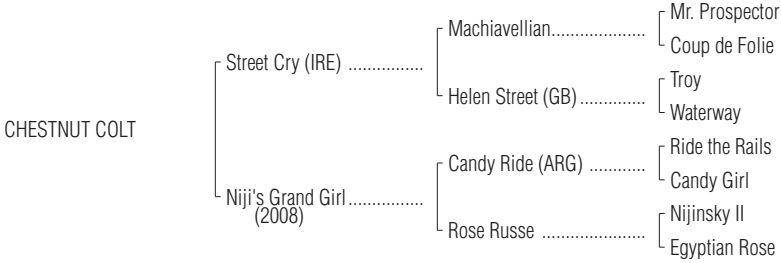 Mr. Prospector
Machiavellian....................
Coup de Folie
Street Cry (IRE) ................
Troy
Helen Street (GB)..............
Waterway
CHESTNUT COLT
Ride the Rails
Candy Ride (ARG) ............
Candy Girl
Niji's Grand Girl................
(2008)
Nijinsky II
Rose Russe ......................
Egyptian Rose